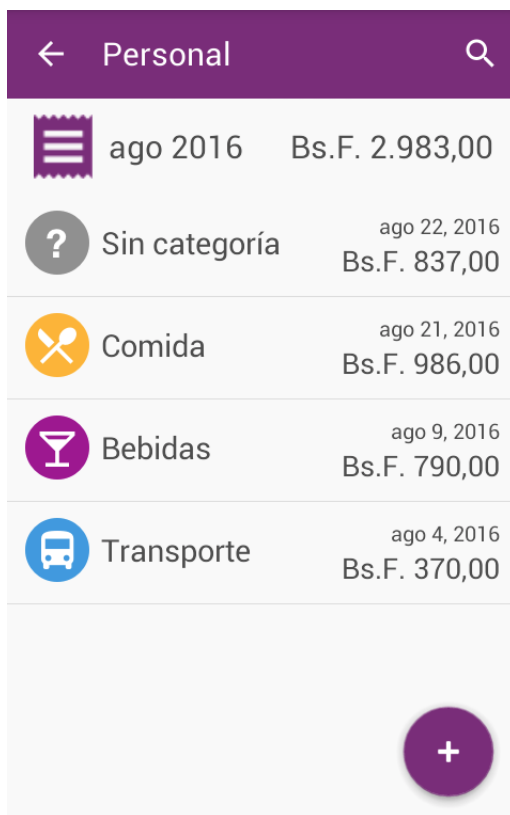 Personal
ago 2016 Bs.F. 2.983,00
ago 22, 2016
Sin categoría Bs.F. 837,00
ago 21, 2016
Comida Bs.F. 986,00
ago 9, 2016
Bebidas Bs.F. 790,00
ago 4, 2016
Transporte Bs.F. 370,00